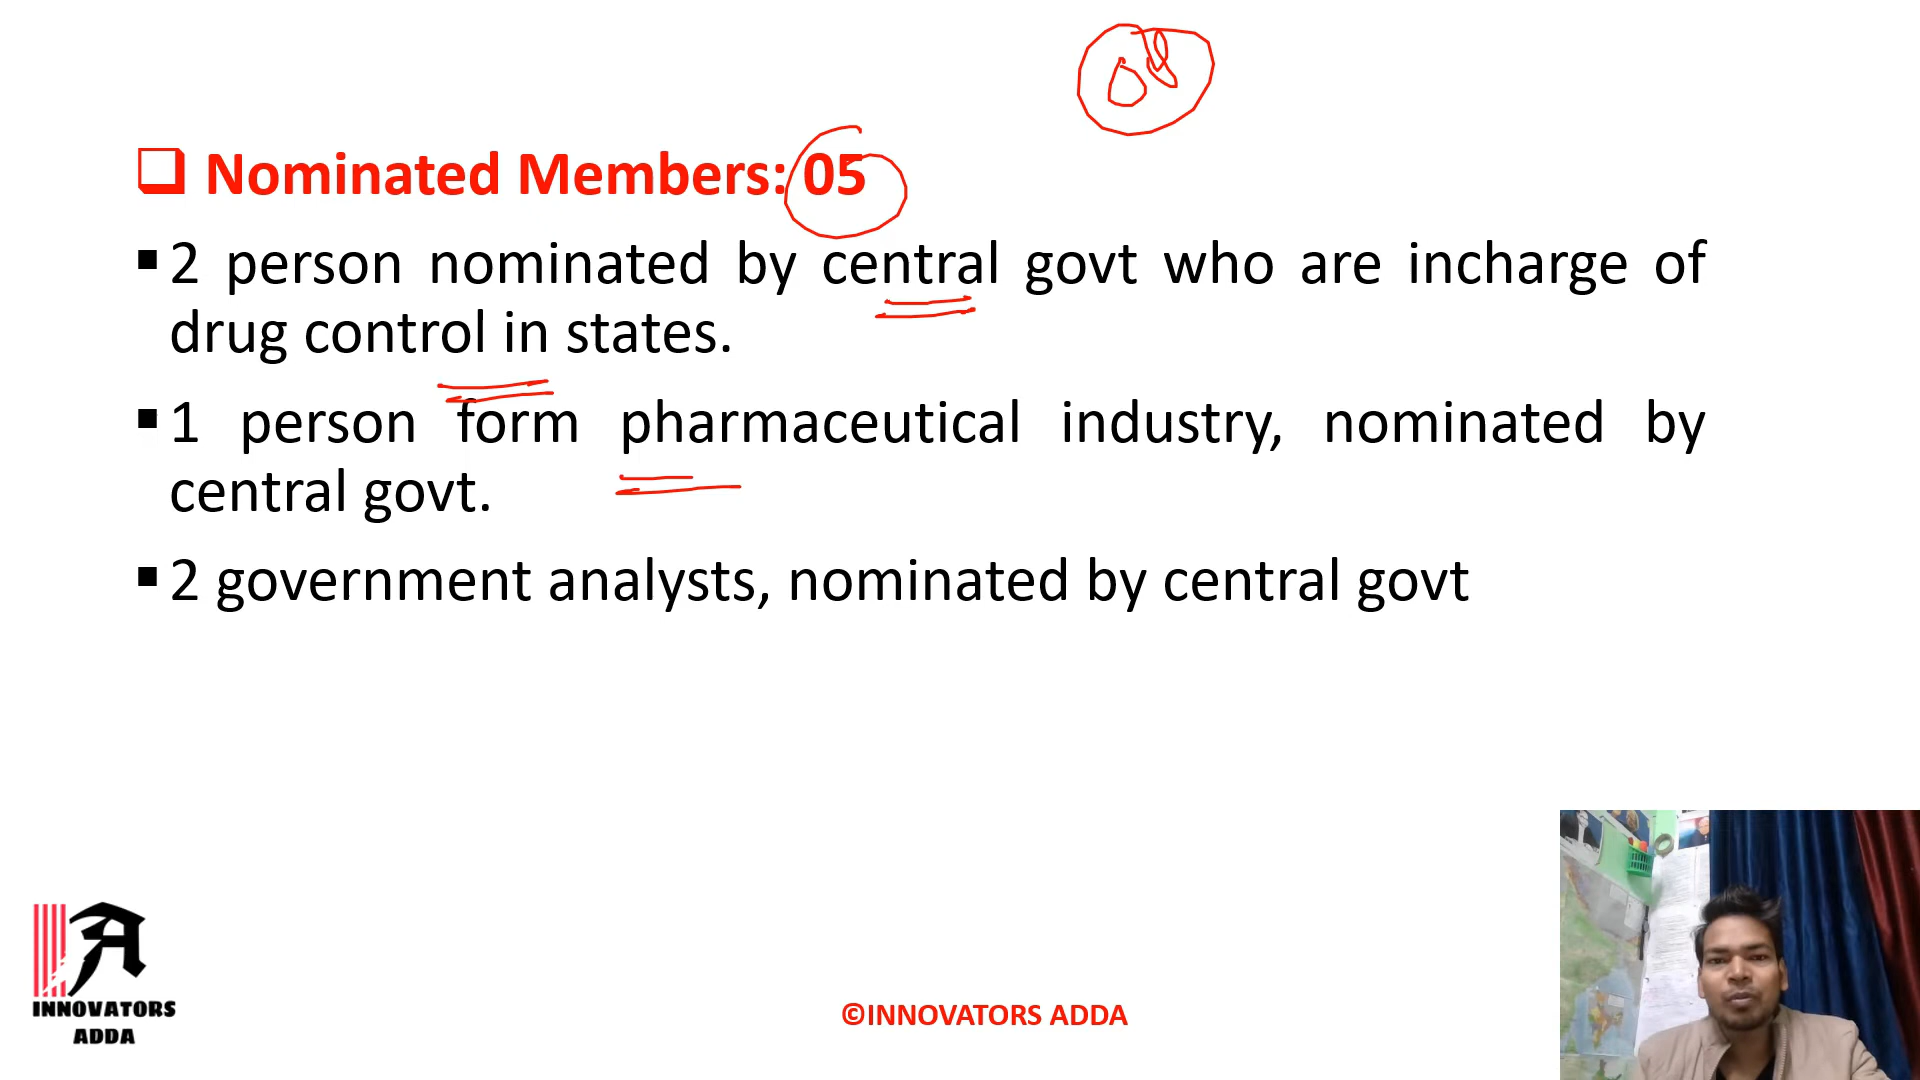 Nominated Members: 05
2 person nominated by central govt who are incharge of
drug control in states.
1 person form pharmaceutical industry, nominated by
central govt.
2 government analysts, nominated by central govt
INNOVATORS
ADDA
©INNOVATORS ADDA